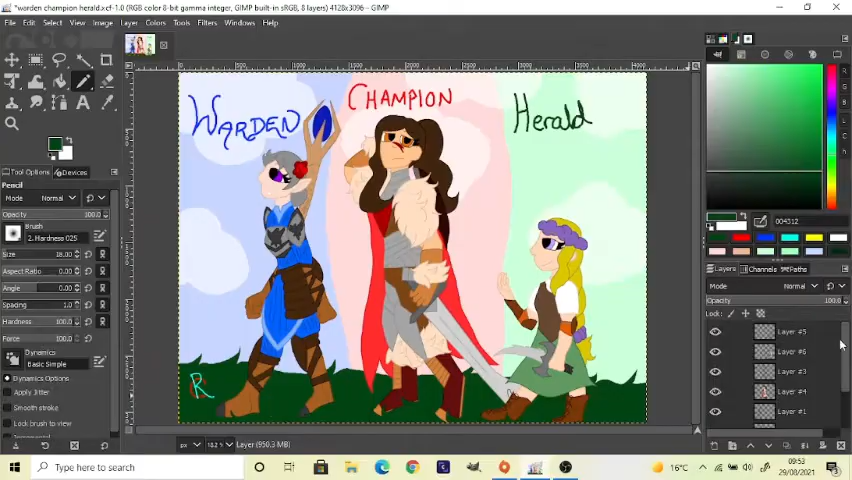 *warden champion herald.xcf-1.0 (RGB color 8-bit gamma integer, GIMP built-in sRGB, 8 layers) 4128x3096 – GIMP
File Edit Select View Image Layer Colors Tools Filters Windows Help
WARDEN
CHAMPION
Herald
R
Tool Options Devices
Pencil
Mode Normal
Opacity 100.0
Brush
2. Hardness 025
Size 18.00
Aspect Ratio 0.00
Angle 0.00
Spacing 1.0
Hardness 100.0
Force
Dynamics
Basic Simple
Dynamics Options
Apply Jitter
Smooth stroke
Lock brush to view
px 18.2 % Layer (950.3 MB)
004312
Layers Channels Paths
Mode Normal
Opacity 100.0
Lock:
Layer #5
Layer #6
Layer #3
Layer #4
Layer #1
Type here to search
16°C
09:53
29/08/2021